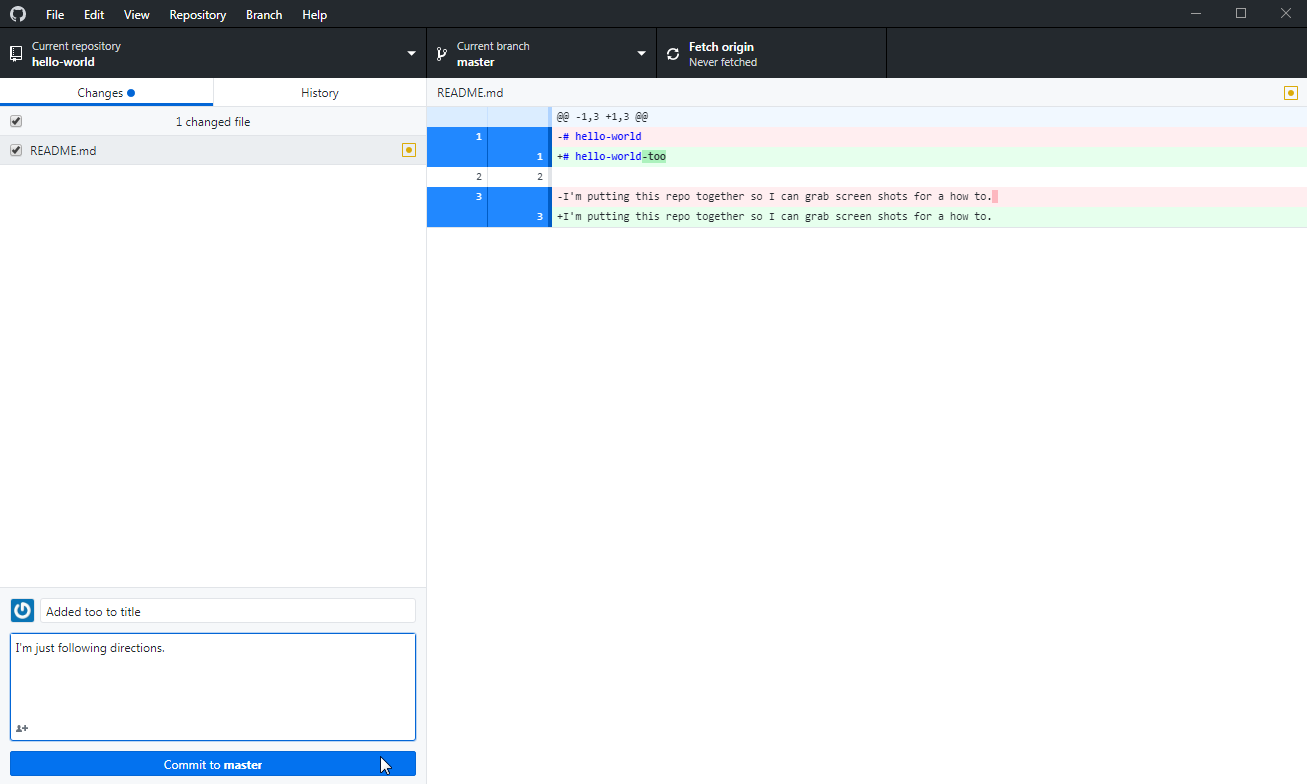 File Edit View Repository Branch Help
Current repository
hello-world
Current branch
master
Fetch origin
Never fetched
Changes
History
1 changed file
README.md
README.md
@@ -1,3 +1,3 @@
1 -# hello-world
1 +# hello-world-too
2 2
3 -I'm putting this repo together so I can grab screen shots for a how to.
3 +I'm putting this repo together so I can grab screen shots for a how to.
Added too to title
I'm just following directions.
Commit to master